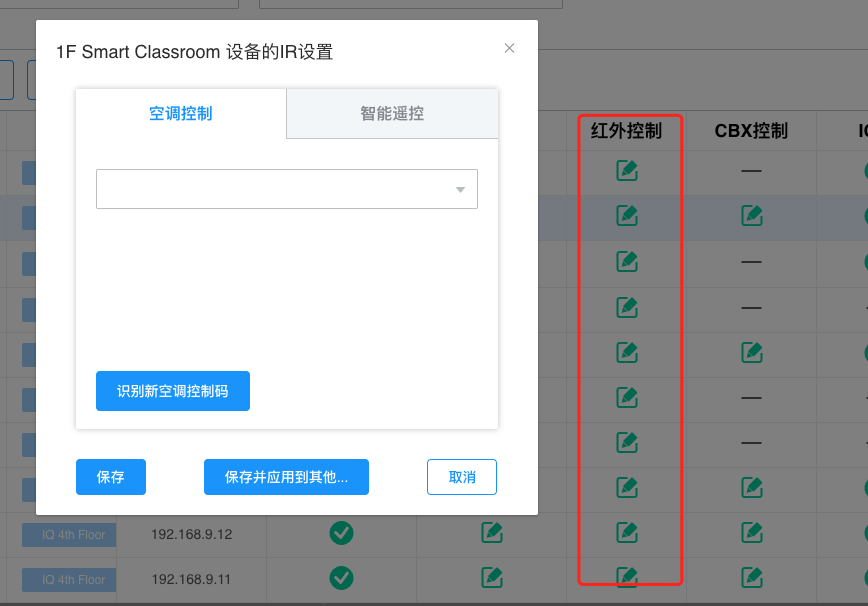 1F Smart Classroom 设备的IR设置
空调控制
智能遥控
识别新空调控制码
保存
保存并应用到其他...
取消
红外控制
CBX控制
IQ 4th Floor
192.168.9.12
IQ 4th Floor
192.168.9.11